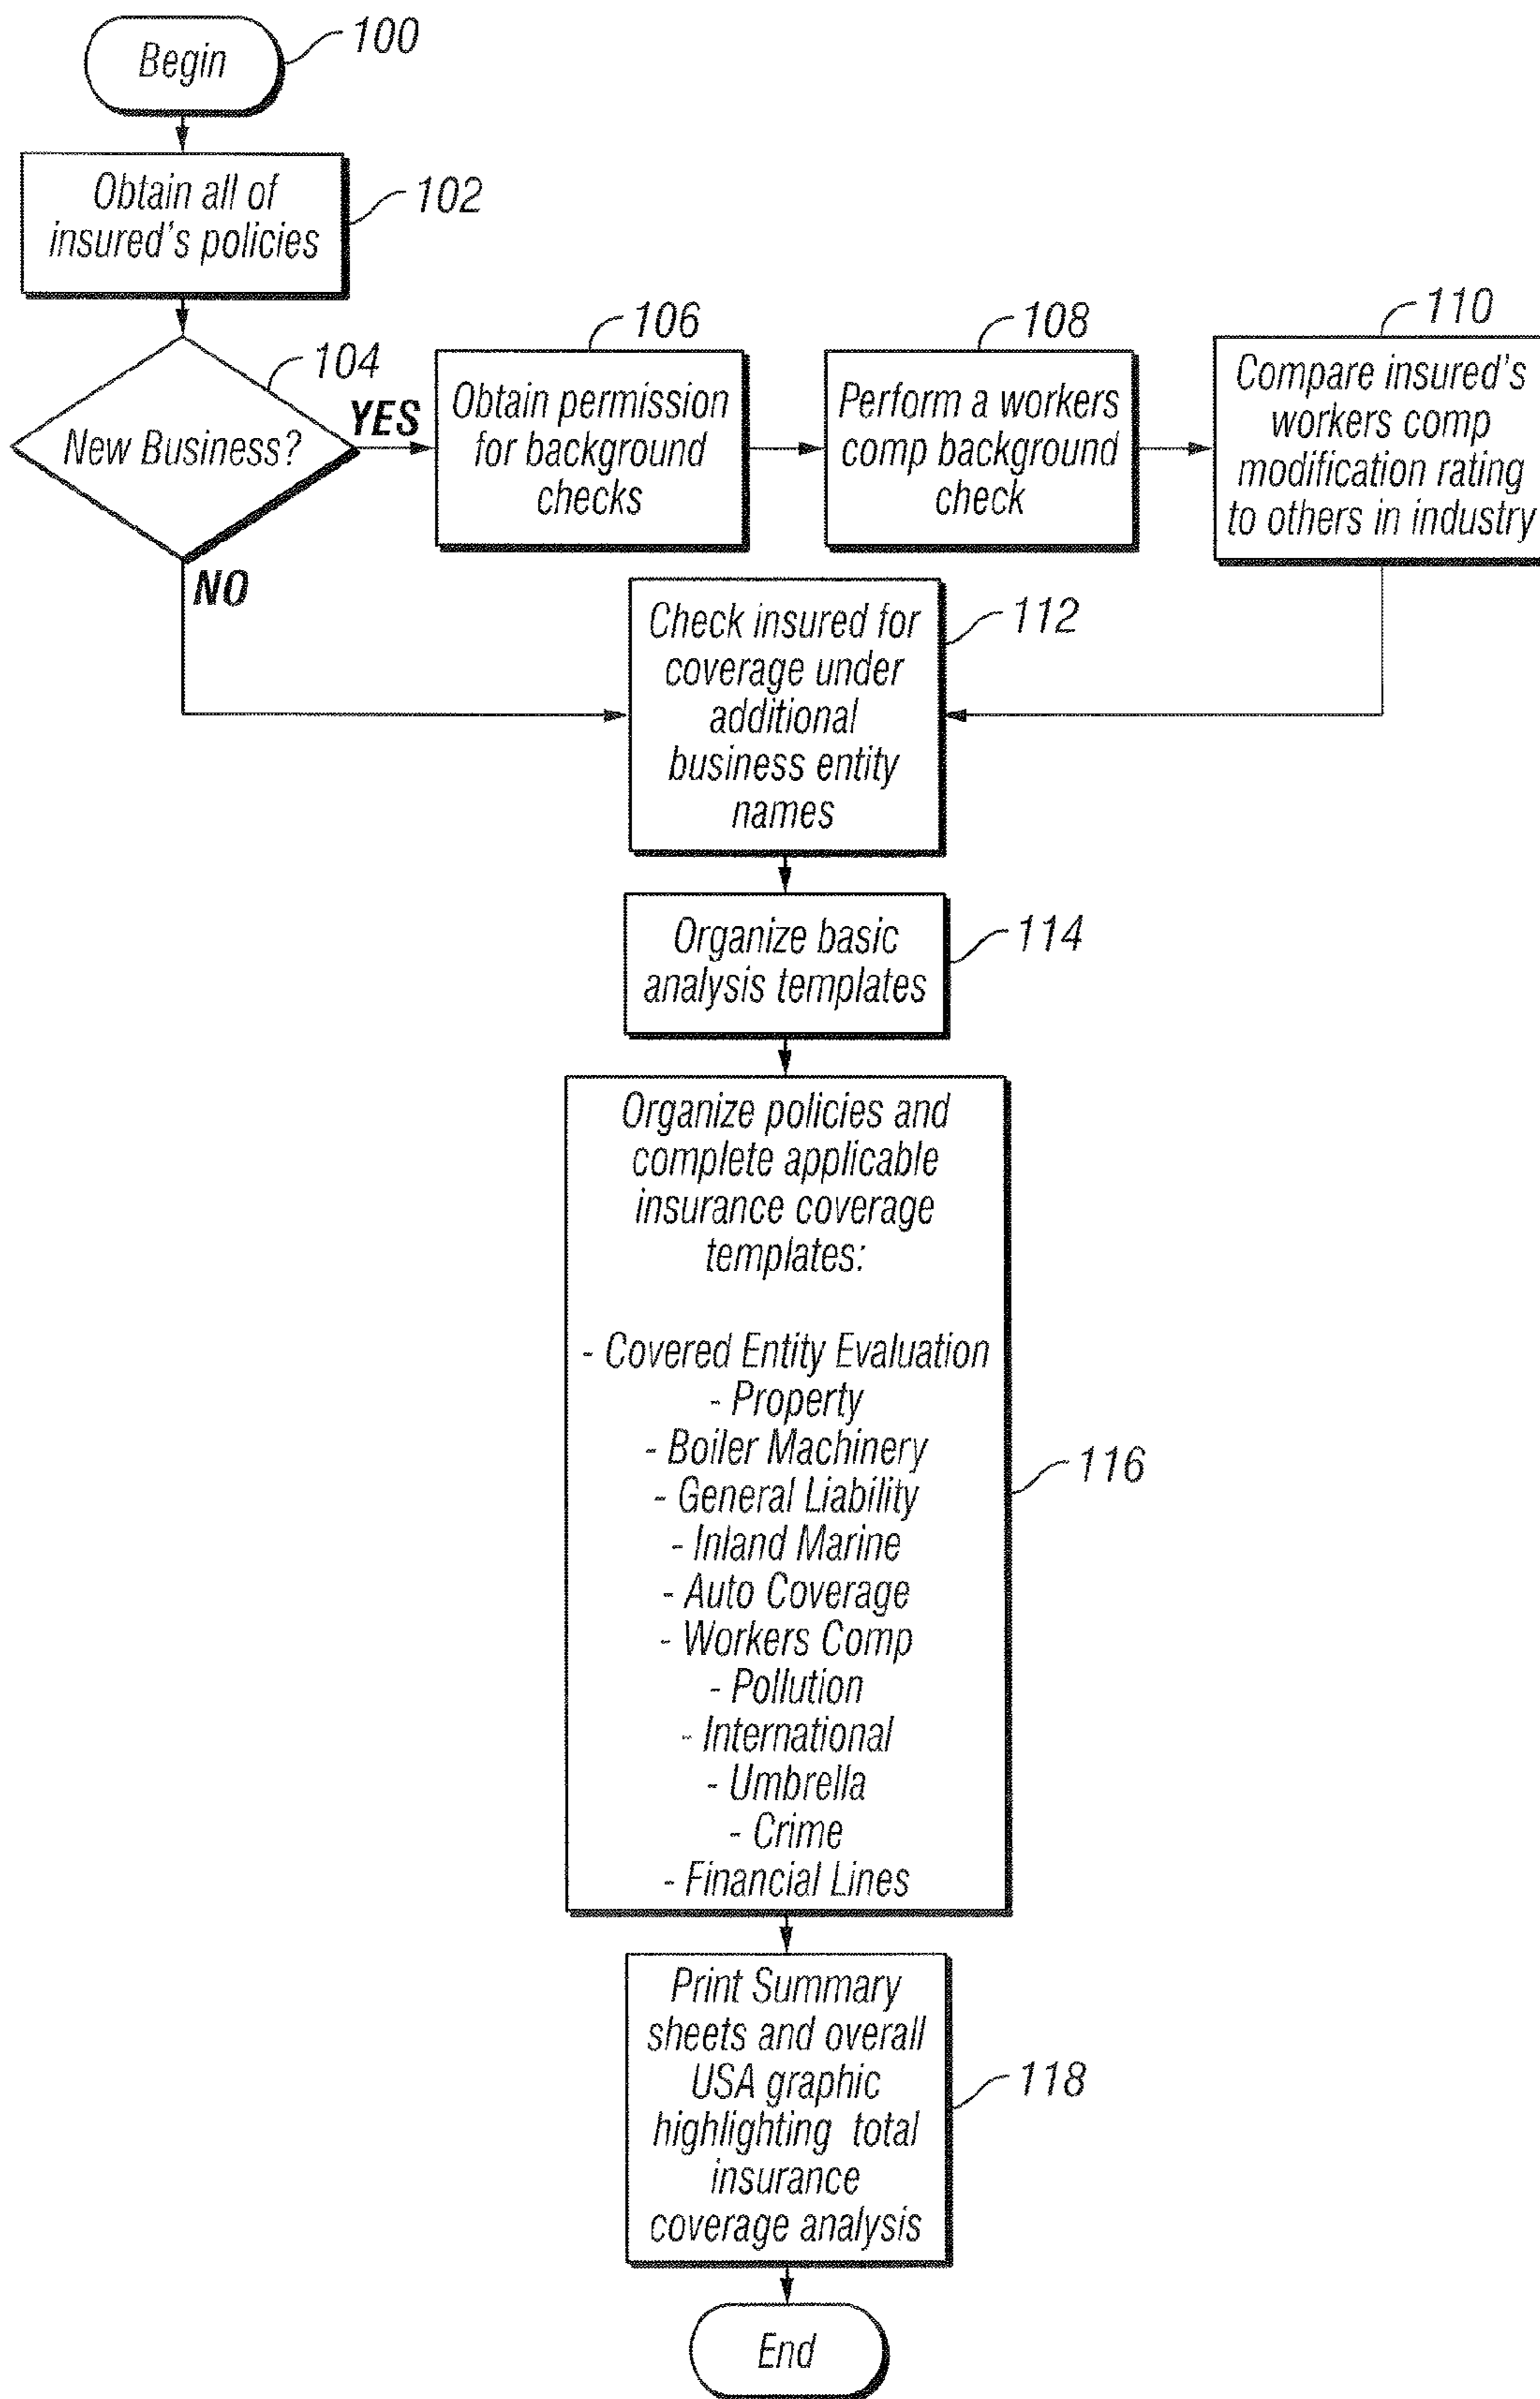 Begin
100
Obtain all of
insured's policies
102
New Business?
104
YES
NO
Obtain permission
for background
checks
106
Perform a workers
comp background
check
108
Compare insured's
workers comp
modification rating
to others in industry
110
Check insured for
coverage under
additional
business entity
names
112
Organize basic
analysis templates
114
Organize policies and
complete applicable
insurance coverage
templates:
- Covered Entity Evaluation
- Property
- Boiler Machinery
- General Liability
- Inland Marine
- Auto Coverage
- Workers Comp
- Pollution
- International
- Umbrella
- Crime
- Financial Lines
116
Print Summary
sheets and overall
USA graphic
highlighting total
insurance
coverage analysis
118
End